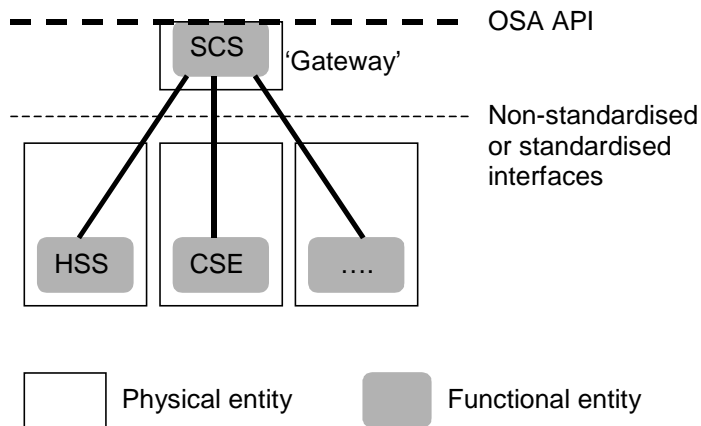 OSA API
SCS
‘Gateway’
Non-standardised
or standardised
interfaces
HSS
CSE
….
Physical entity
Functional entity